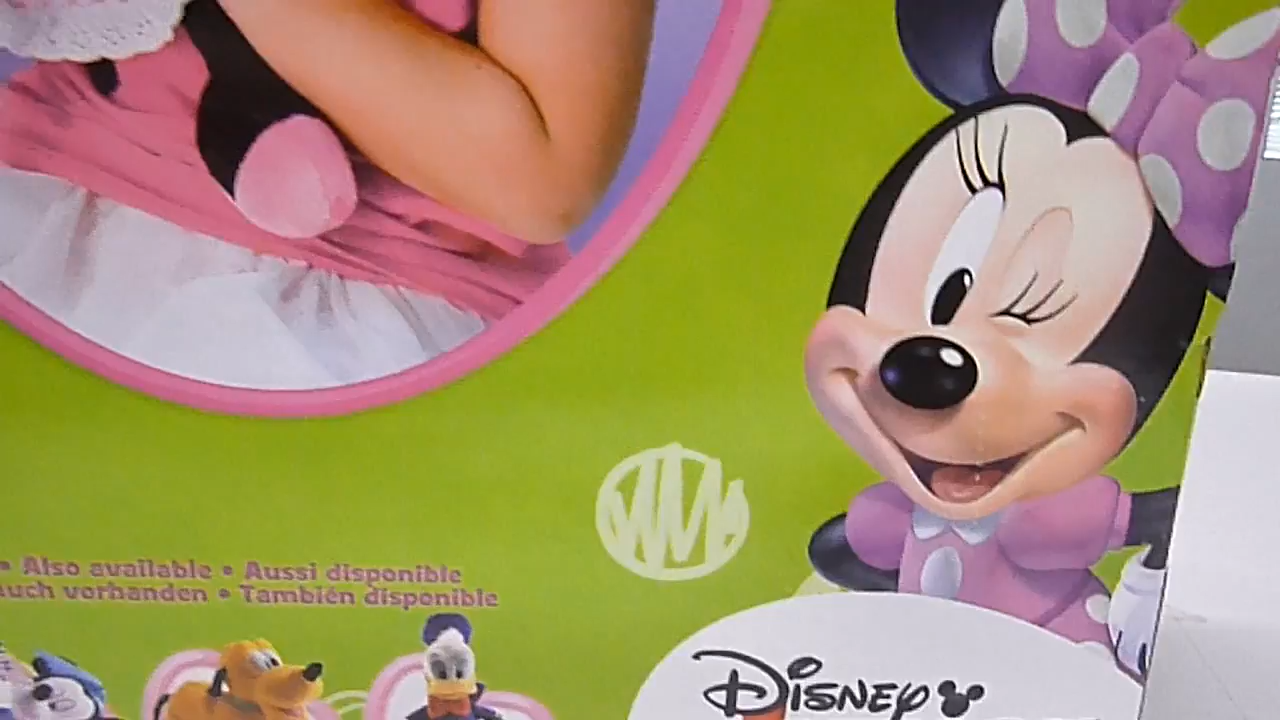 • Also available • Aussi disponible
auch vorhanden • También disponible
Disney